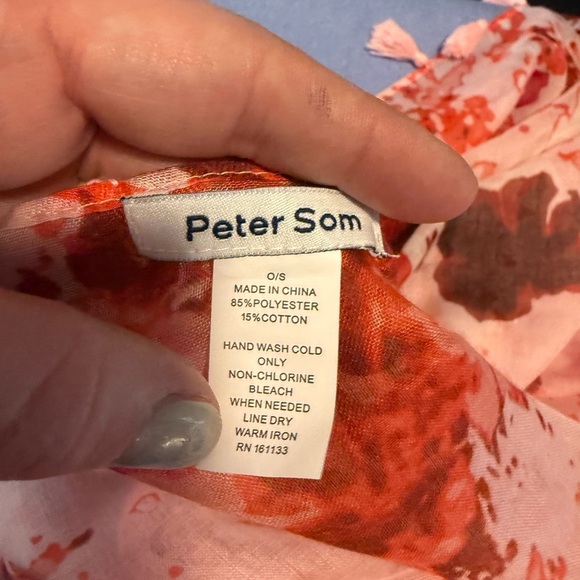 Peter Som
O/S
MADE IN CHINA
85%POLYESTER
15%COTTON
HAND WASH COLD
ONLY
NON-CHLORINE
BLEACH
WHEN NEEDED
LINE DRY
WARM IRON
RN 161133